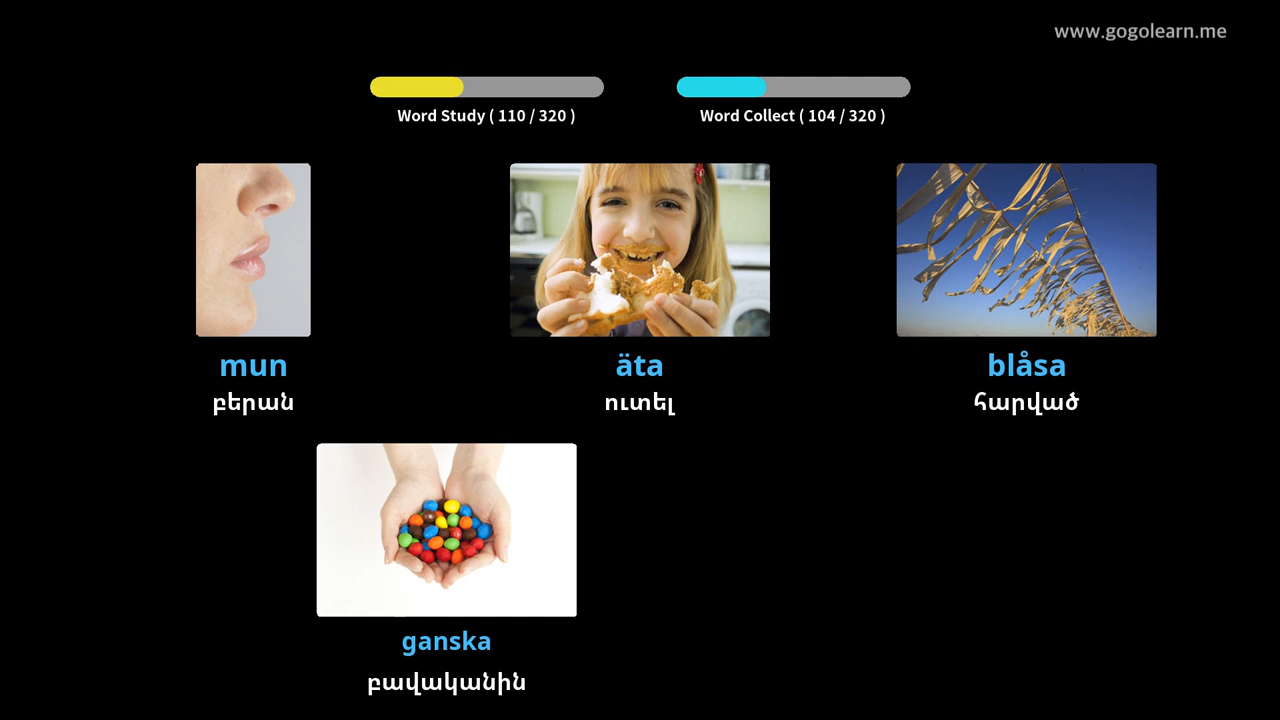 www.gogolearn.me
Word Study ( 110 / 320 )
Word Collect ( 104 / 320 )
mun
բերան
äta
ուտել
blåsa
հարված
ganska
բավականին